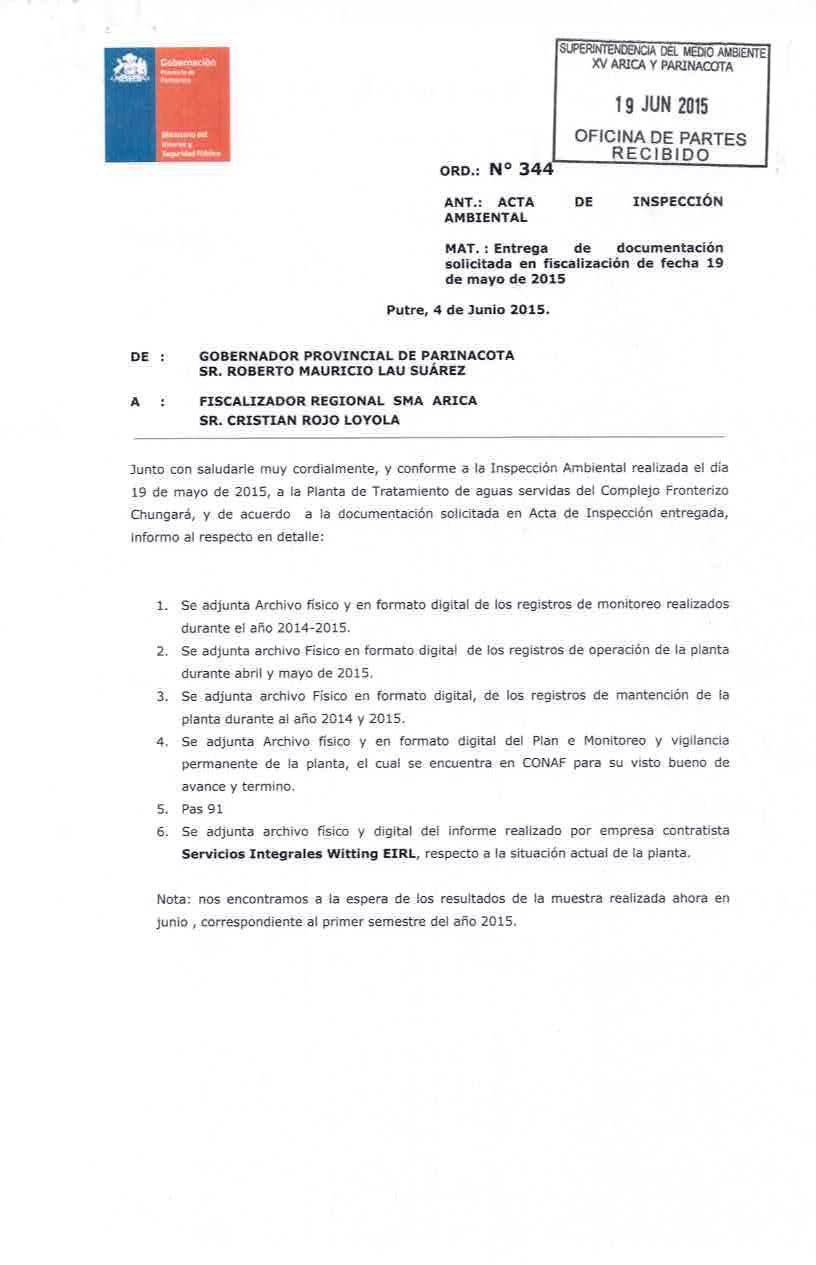 Gobernación
Provincia de
Parinacota
Ministerio del
Interior y
Seguridad Pública
SUPERINTENDENCIA DEL MEDIO AMBIENTE
XV ARICA Y PARINACOTA
19 JUN 2015
OFICINA DE PARTES
RECIBIDO
ORD.: N° 344
ANT.: ACTA DE INSPECCIÓN
AMBIENTAL
MAT. : Entrega de documentación
solicitada en fiscalización de fecha 19
de mayo de 2015
Putre, 4 de Junio 2015.
DE : GOBERNADOR PROVINCIAL DE PARINACOTA
SR. ROBERTO MAURICIO LAU SUÁREZ
A : FISCALIZADOR REGIONAL SMA ARICA
SR. CRISTIAN ROJO LOYOLA
Junto con saludarle muy cordialmente, y conforme a la Inspección Ambiental realizada el día
19 de mayo de 2015, a la Planta de Tratamiento de aguas servidas del Complejo Fronterizo
Chungará, y de acuerdo a la documentación solicitada en Acta de Inspección entregada,
informo al respecto en detalle:
1. Se adjunta Archivo físico y en formato digital de los registros de monitoreo realizados
durante el año 2014-2015.
2. Se adjunta archivo Físico en formato digital de los registros de operación de la planta
durante abril y mayo de 2015.
3. Se adjunta archivo Físico en formato digital, de los registros de mantención de la
planta durante al año 2014 y 2015.
4. Se adjunta Archivo físico y en formato digital del Plan e Monitoreo y vigilancia
permanente de la planta, el cual se encuentra en CONAF para su visto bueno de
avance y termino.
5. Pas 91
6. Se adjunta archivo físico y digital del informe realizado por empresa contratista
Servicios Integrales Witting EIRL, respecto a la situación actual de la planta.
Nota: nos encontramos a la espera de los resultados de la muestra realizada ahora en
junio , correspondiente al primer semestre del año 2015.